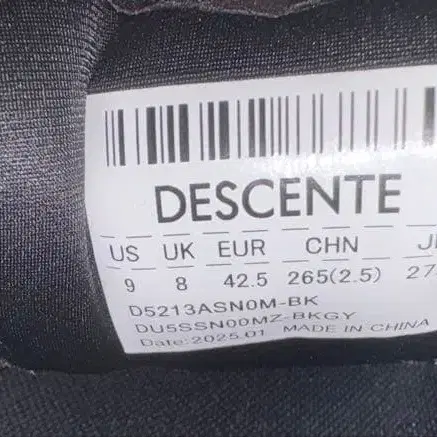 DESCENTE
US UK EUR CHN
9 8 42.5 265(2.5) 27
D5213ASN0M-BK
DU5SSN00MZ-BKGY
Date: 2025.01 MADE IN CHINA